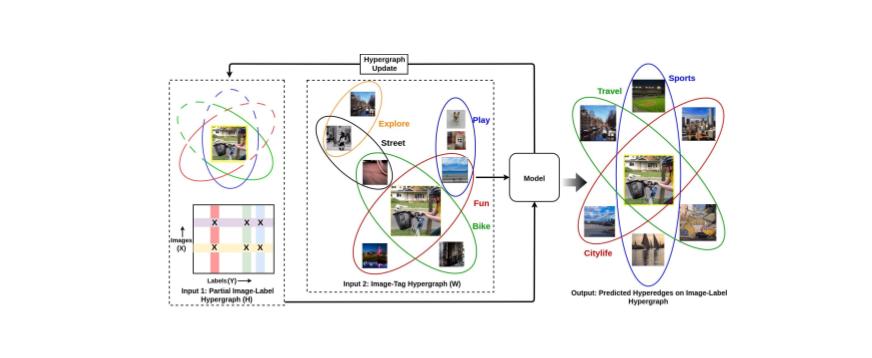 Hypergraph
Update
Sports
Travel
Explore
Play
Street
Model
Fun
Bike
Citylife
X X X
X X X
Images
(X)
Labels(Y)
Input 1: Partial Image-Label
Hypergraph (H)
Input 2: Image-Tag Hypergraph (W)
Output: Predicted Hyperedges on Image-Label
Hypergraph